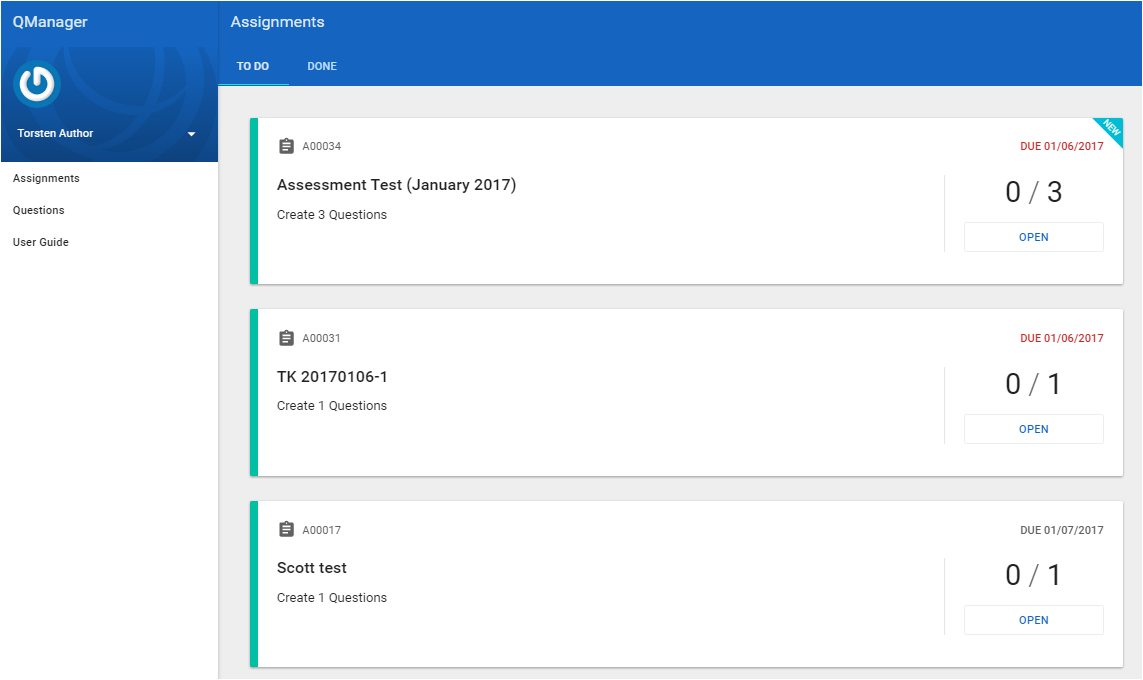 QManager
Assignments
TO DO
DONE
Torsten Author
Assignments
Questions
User Guide
NEW
A00034
DUE 01/06/2017
Assessment Test (January 2017)
0 / 3
Create 3 Questions
OPEN
A00031
DUE 01/06/2017
TK 20170106-1
0 / 1
Create 1 Questions
OPEN
A00017
DUE 01/07/2017
Scott test
0 / 1
Create 1 Questions
OPEN